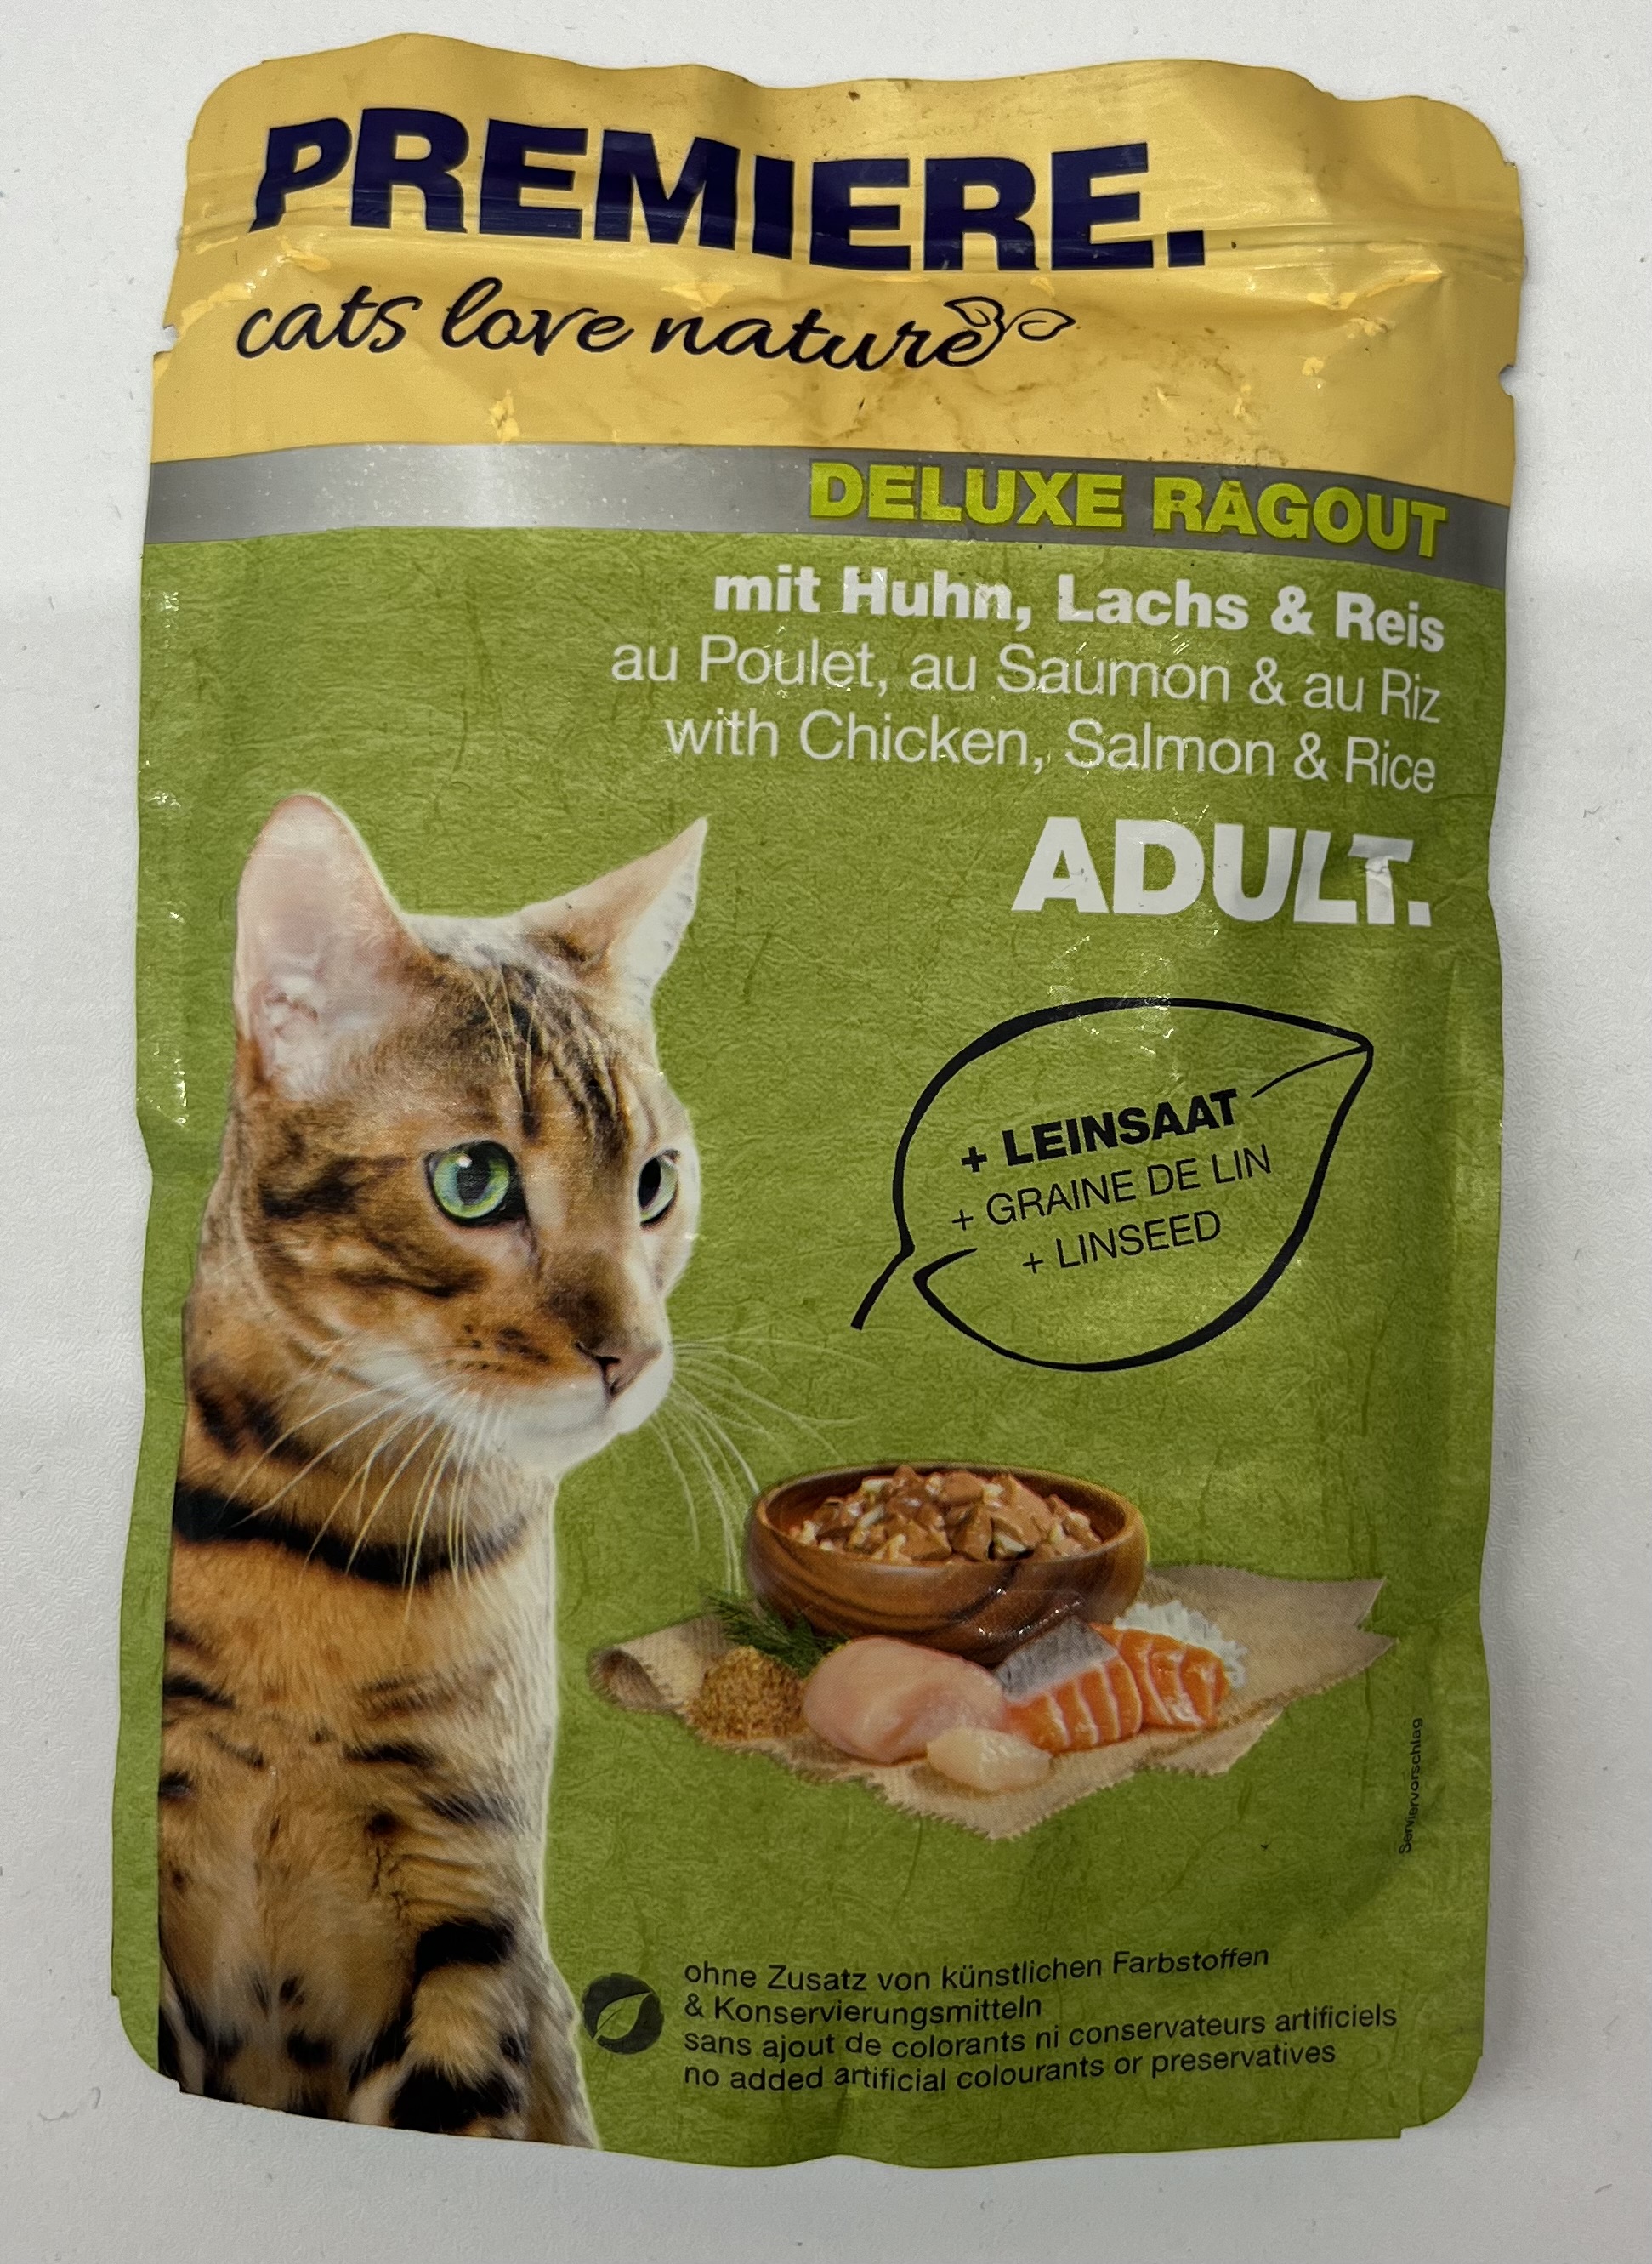 PREMIERE.
cats love nature
DELUXE RAGOUT
mit Huhn, Lachs & Reis
au Poulet, au Saumon & au Riz
with Chicken, Salmon & Rice
ADULT.
+ LEINSAAT
+ GRAINE DE LIN
+ LINSEED
Serviervorschlag
ohne Zusatz von künstlichen Farbstoffen
& Konservierungsmitteln
sans ajout de colorants ni conservateurs artificiels
no added artificial colourants or preservatives